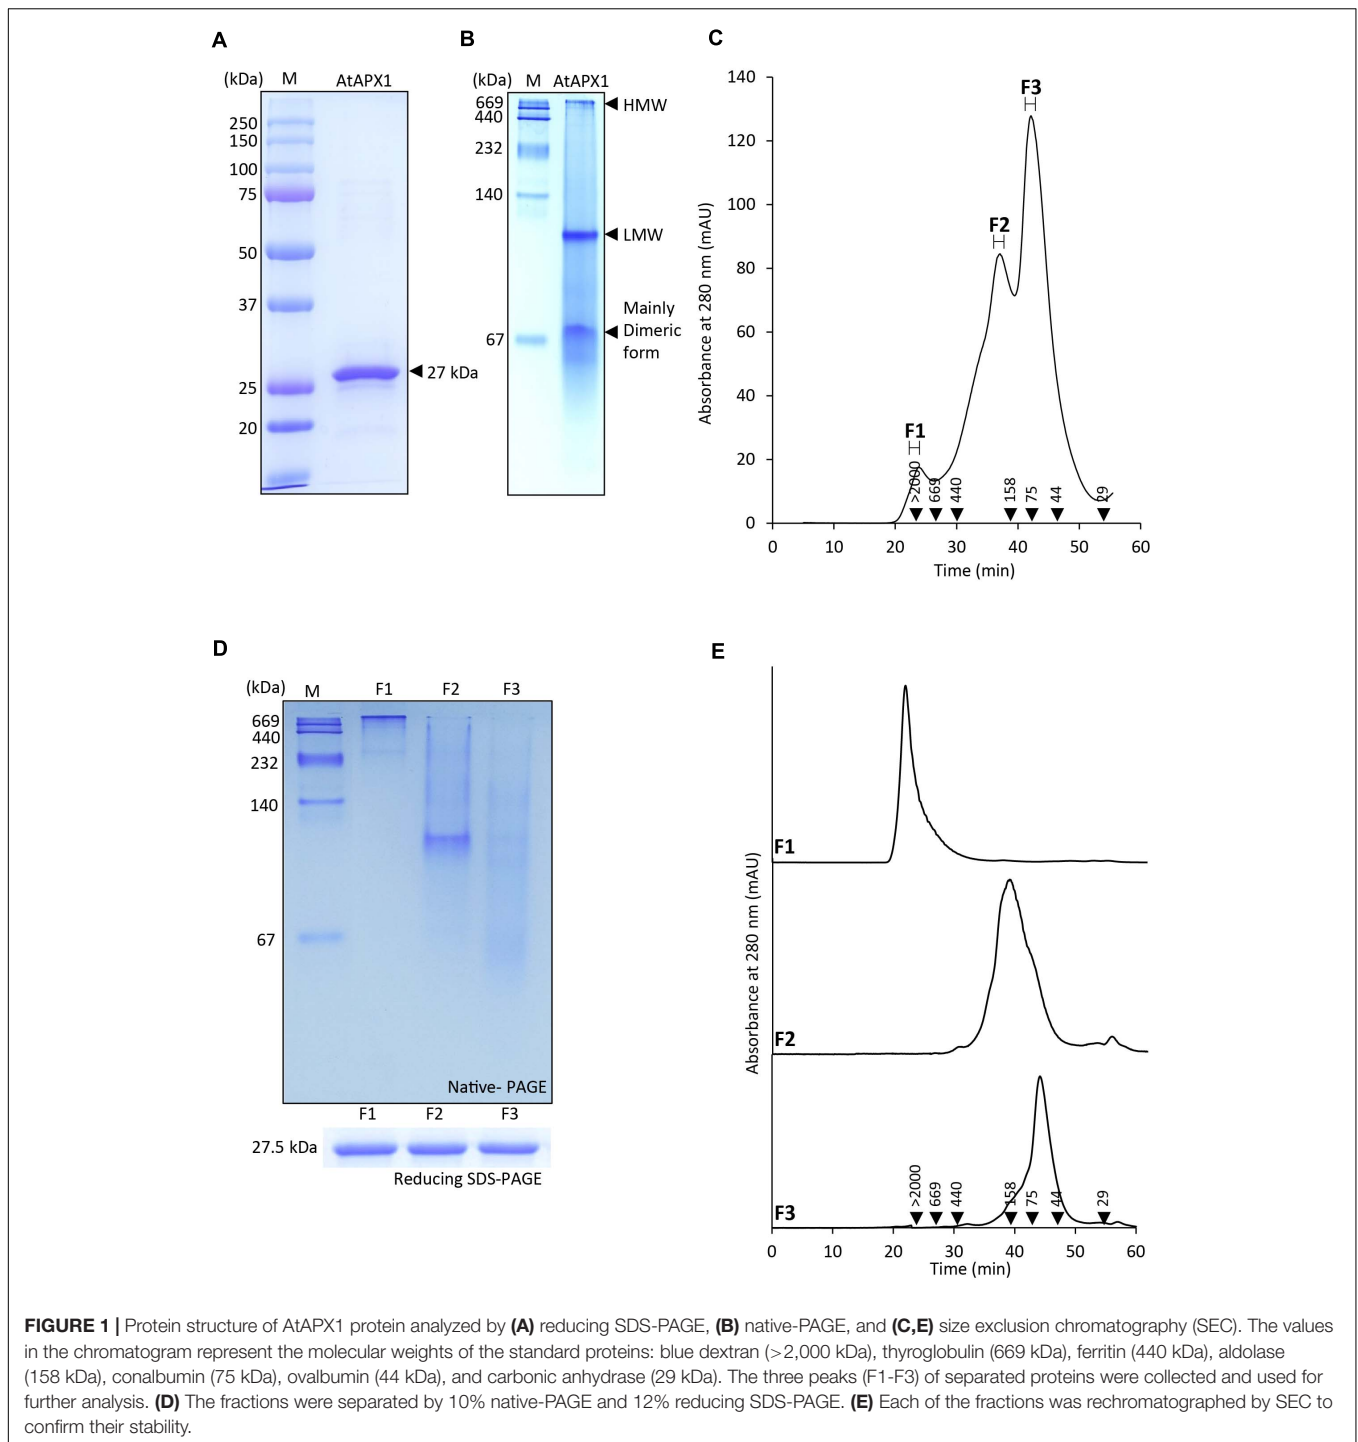 A
(kDa) M AtAPX1
250
150
100
75
50
37
25
20
27 kDa
B
(kDa) M AtAPX1
669
440
232
140
67
HMW
LMW
Mainly
Dimeric
form
C
Absorbance at 280 nm (mAU)
140
120
100
80
60
40
20
0
F1
F2
F3
>2000 669 440 158 75 44 29
0 10 20 30 40 50 60
Time (min)
D
(kDa) M F1 F2 F3
669
440
232
140
67
Native- PAGE
F1 F2 F3
27.5 kDa
Reducing SDS-PAGE
E
Absorbance at 280 nm (mAU)
F1
F2
F3
>2000 669 440 158 75 44 29
0 10 20 30 40 50 60
Time (min)
FIGURE 1 | Protein structure of AtAPX1 protein analyzed by (A) reducing SDS-PAGE, (B) native-PAGE, and (C,E) size exclusion chromatography (SEC). The values
in the chromatogram represent the molecular weights of the standard proteins: blue dextran (>2,000 kDa), thyroglobulin (669 kDa), ferritin (440 kDa), aldolase
(158 kDa), conalbumin (75 kDa), ovalbumin (44 kDa), and carbonic anhydrase (29 kDa). The three peaks (F1-F3) of separated proteins were collected and used for
further analysis. (D) The fractions were separated by 10% native-PAGE and 12% reducing SDS-PAGE. (E) Each of the fractions was rechromatographed by SEC to
confirm their stability.